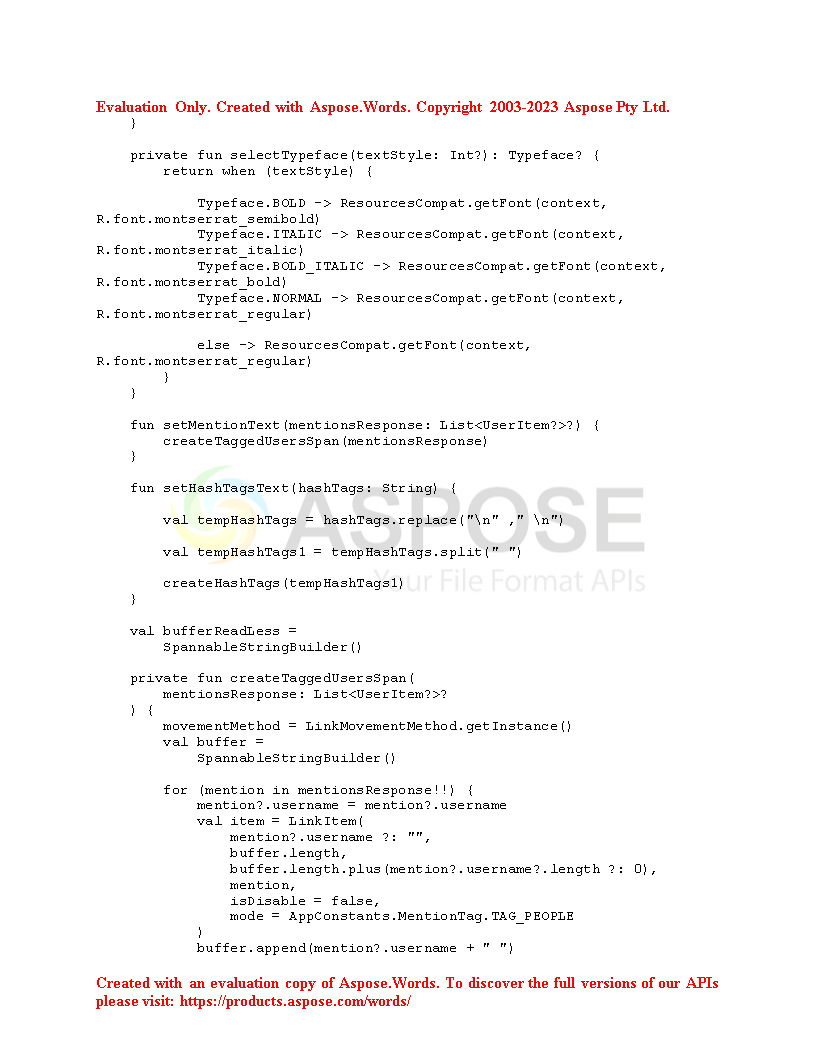 Evaluation Only. Created with Aspose.Words. Copyright 2003-2023 Aspose Pty Ltd.
    }

    private fun selectTypeface(textStyle: Int?): Typeface? {
        return when (textStyle) {

            Typeface.BOLD -> ResourcesCompat.getFont(context,
R.font.montserrat_semibold)
            Typeface.ITALIC -> ResourcesCompat.getFont(context,
R.font.montserrat_italic)
            Typeface.BOLD_ITALIC -> ResourcesCompat.getFont(context,
R.font.montserrat_bold)
            Typeface.NORMAL -> ResourcesCompat.getFont(context,
R.font.montserrat_regular)

            else -> ResourcesCompat.getFont(context,
R.font.montserrat_regular)
        }
    }

    fun setMentionText(mentionsResponse: List<UserItem?>?) {
        createTaggedUsersSpan(mentionsResponse)
    }

    fun setHashTagsText(hashTags: String) {

        val tempHashTags = hashTags.replace("\n" ," \n")
ASPOSE

        val tempHashTags1 = tempHashTags.split(" ")

        createHashTags(tempHashTags1)
Your File Format APIs
    }

    val bufferReadLess =
        SpannableStringBuilder()

    private fun createTaggedUsersSpan(
        mentionsResponse: List<UserItem?>?
    ) {
        movementMethod = LinkMovementMethod.getInstance()
        val buffer =
            SpannableStringBuilder()

        for (mention in mentionsResponse!!) {
            mention?.username = mention?.username
            val item = LinkItem(
                mention?.username ?: "",
                buffer.length,
                buffer.length.plus(mention?.username?.length ?: 0),
                mention,
                isDisable = false,
                mode = AppConstants.MentionTag.TAG_PEOPLE
            )
            buffer.append(mention?.username + " ")

Created with an evaluation copy of Aspose.Words. To discover the full versions of our APIs
please visit: https://products.aspose.com/words/